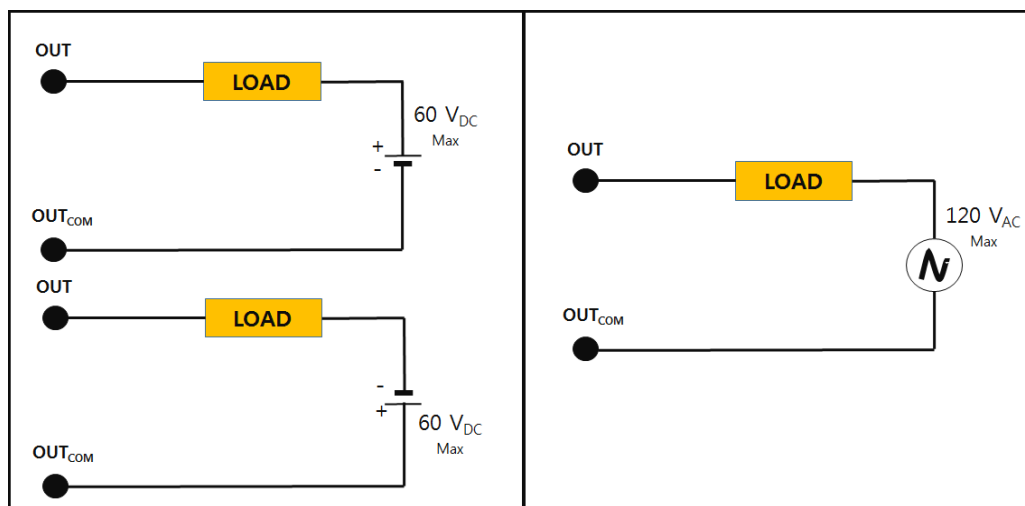 OUT
LOAD
60 VDC
Max
+
-
OUTCOM
OUT
LOAD
-
+
60 VDC
Max
OUTCOM
OUT
LOAD
120 VAC
Max
OUTCOM